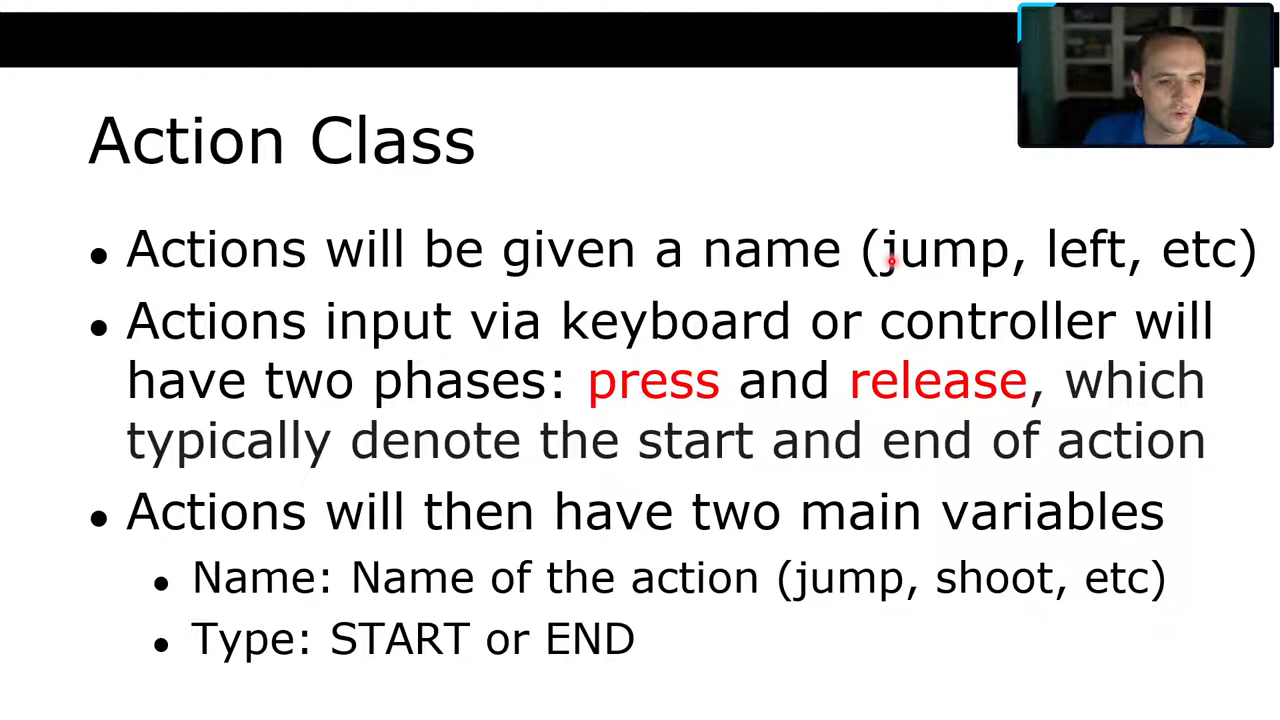 Action Class
• Actions will be given a name (jump, left, etc)
• Actions input via keyboard or controller will
have two phases: press and release, which
typically denote the start and end of action
• Actions will then have two main variables
• Name: Name of the action (jump, shoot, etc)
• Type: START or END